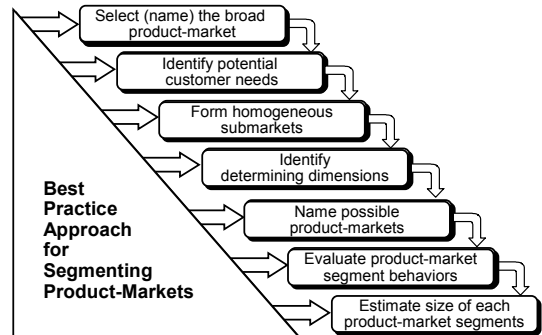 Select (name) the broad
product-market
Identify potential
customer needs
Form homogeneous
submarkets
Identify
determining dimensions
Name possible
product-markets
Evaluate product-market
segment behaviors
Estimate size of each
product-market segments
Best
Practice
Approach
for
Segmenting
Product-Markets